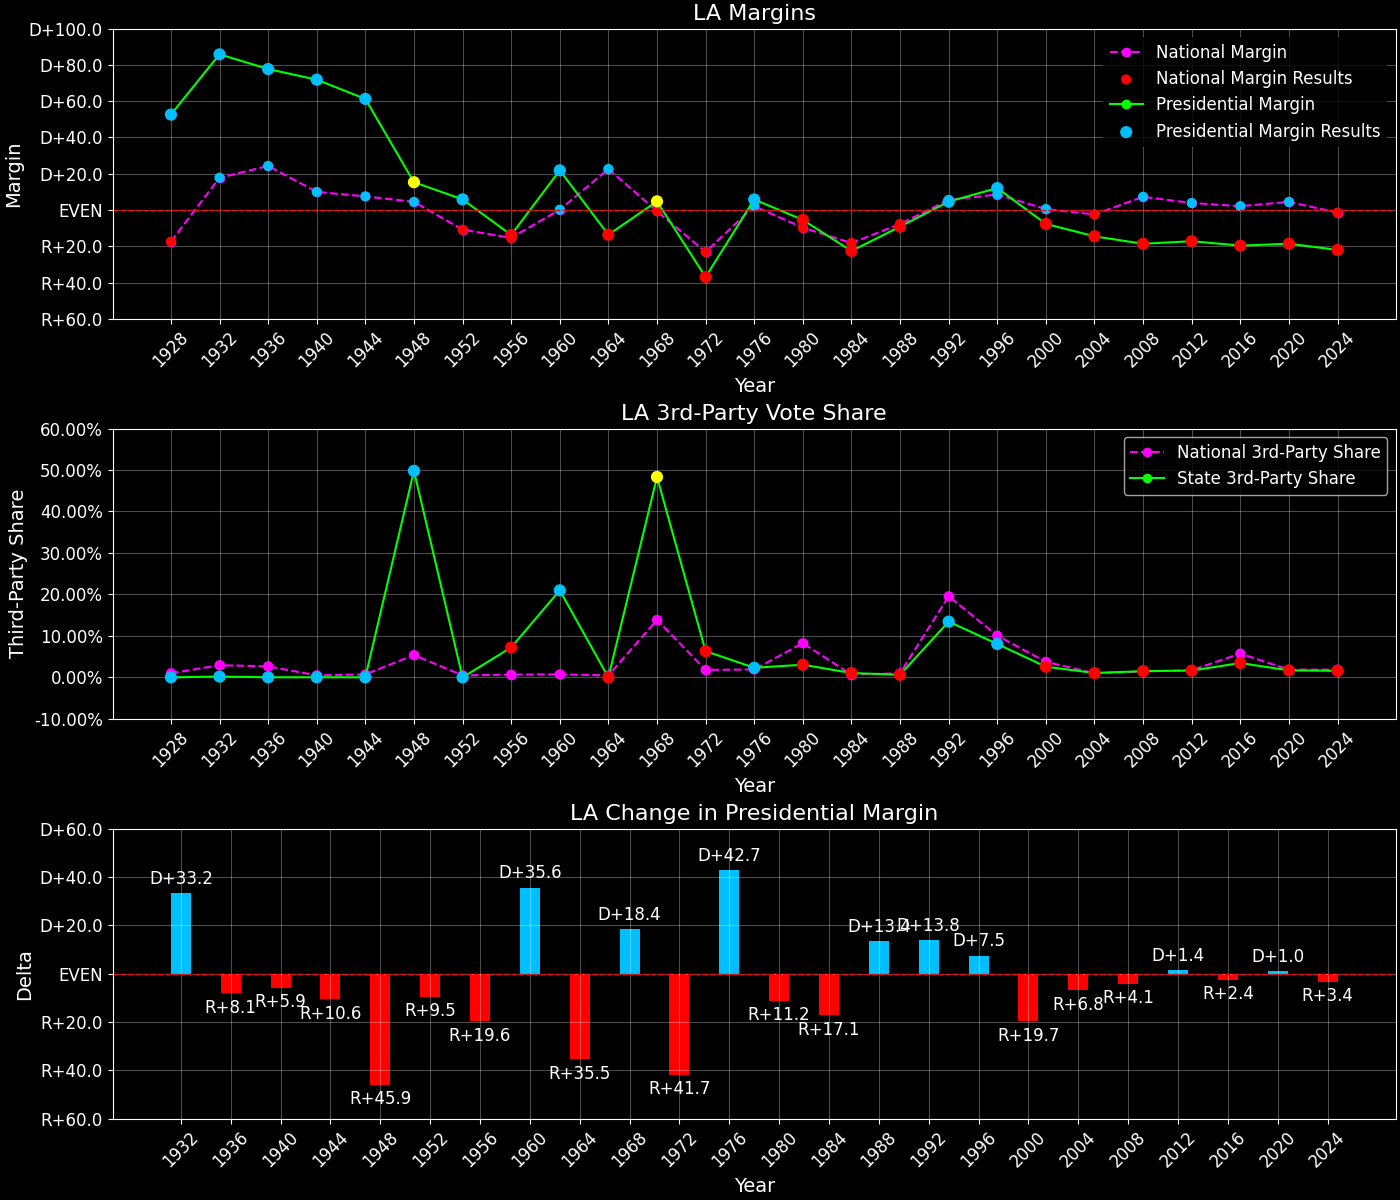 LA Margins
D+100.0
D+80.0
D+60.0
D+40.0
D+20.0
EVEN
R+20.0
R+40.0
R+60.0
Margin
National Margin
National Margin Results
Presidential Margin
Presidential Margin Results
1928 1932 1936 1940 1944 1948 1952 1956 1960 1964 1968 1972 1976 1980 1984 1988 1992 1996 2000 2004 2008 2012 2016 2020 2024
Year
LA 3rd-Party Vote Share
60.00%
50.00%
40.00%
30.00%
20.00%
10.00%
0.00%
-10.00%
Third-Party Share
National 3rd-Party Share
State 3rd-Party Share
1928 1932 1936 1940 1944 1948 1952 1956 1960 1964 1968 1972 1976 1980 1984 1988 1992 1996 2000 2004 2008 2012 2016 2020 2024
Year
LA Change in Presidential Margin
D+60.0
D+40.0
D+20.0
EVEN
R+20.0
R+40.0
R+60.0
Delta
D+33.2
R+8.1
R+5.9
R+10.6
R+45.9
R+9.5
R+19.6
D+35.6
R+35.5
D+18.4
R+41.7
D+42.7
R+11.2
R+17.1
D+13.4
D+13.8
D+7.5
R+19.7
R+6.8
R+4.1
D+1.4
R+2.4
D+1.0
R+3.4
1932 1936 1940 1944 1948 1952 1956 1960 1964 1968 1972 1976 1980 1984 1988 1992 1996 2000 2004 2008 2012 2016 2020 2024
Year